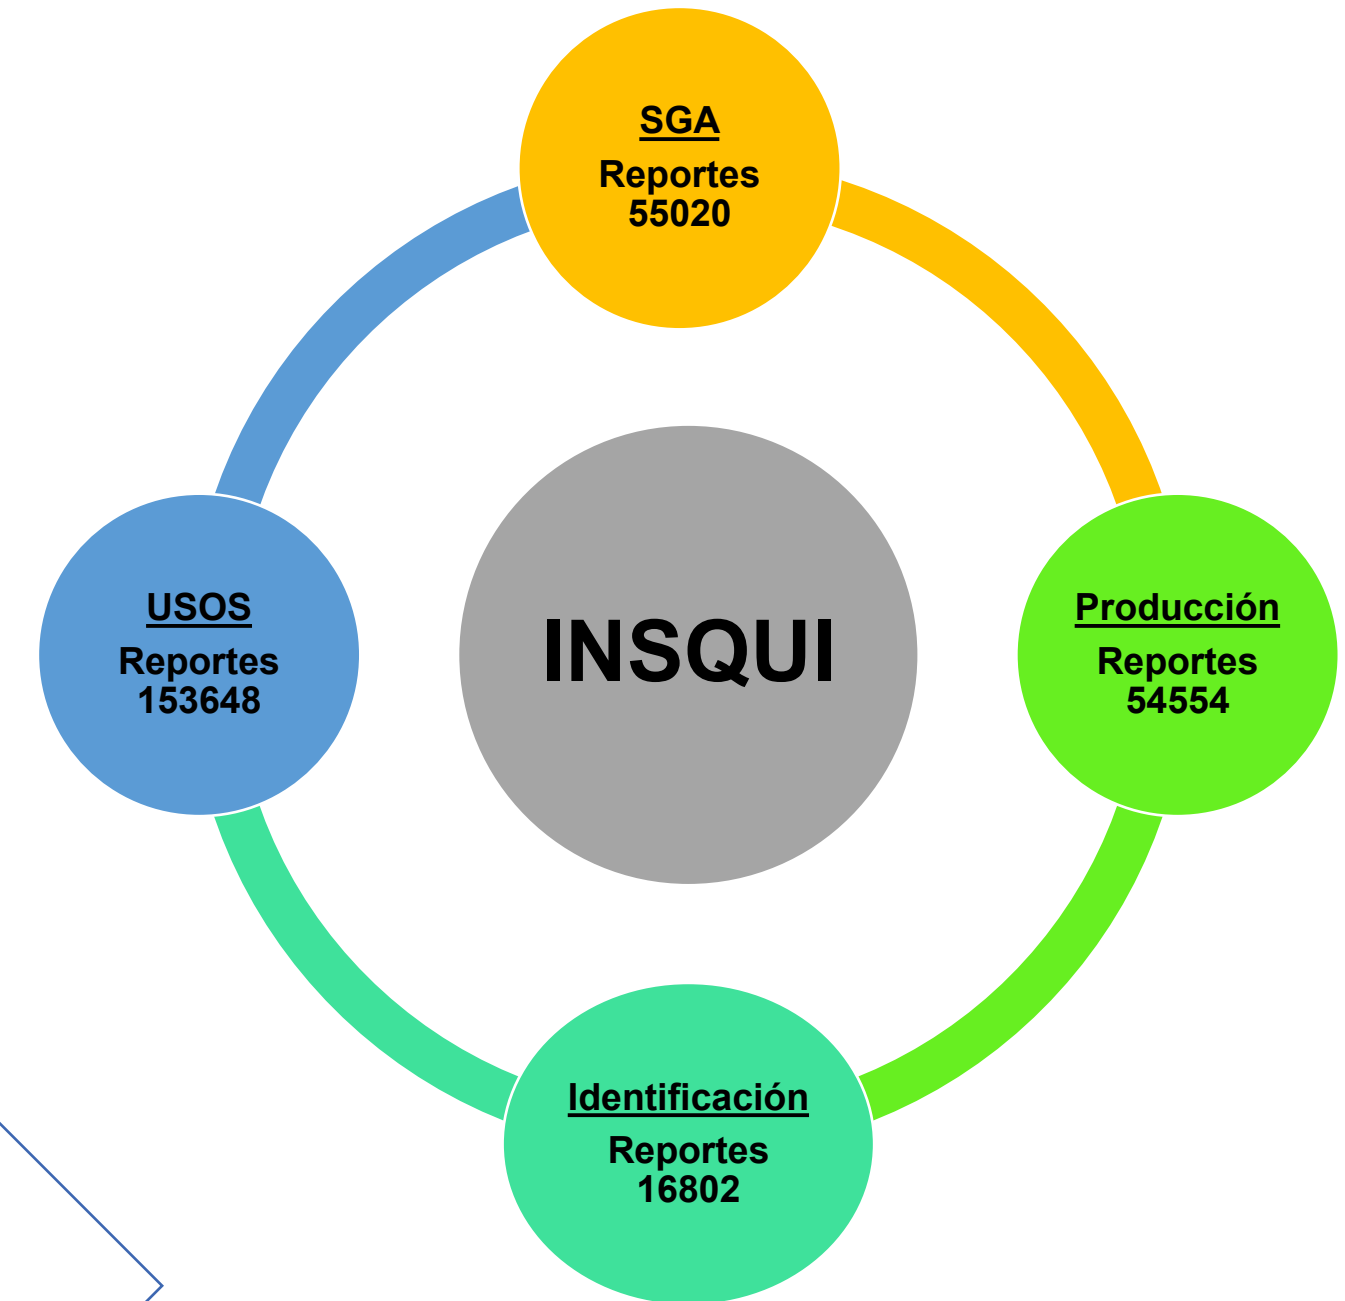 SGA
Reportes
55020
USOS
Reportes
153648
INSQUI
Producción
Reportes
54554
Identificación
Reportes
16802